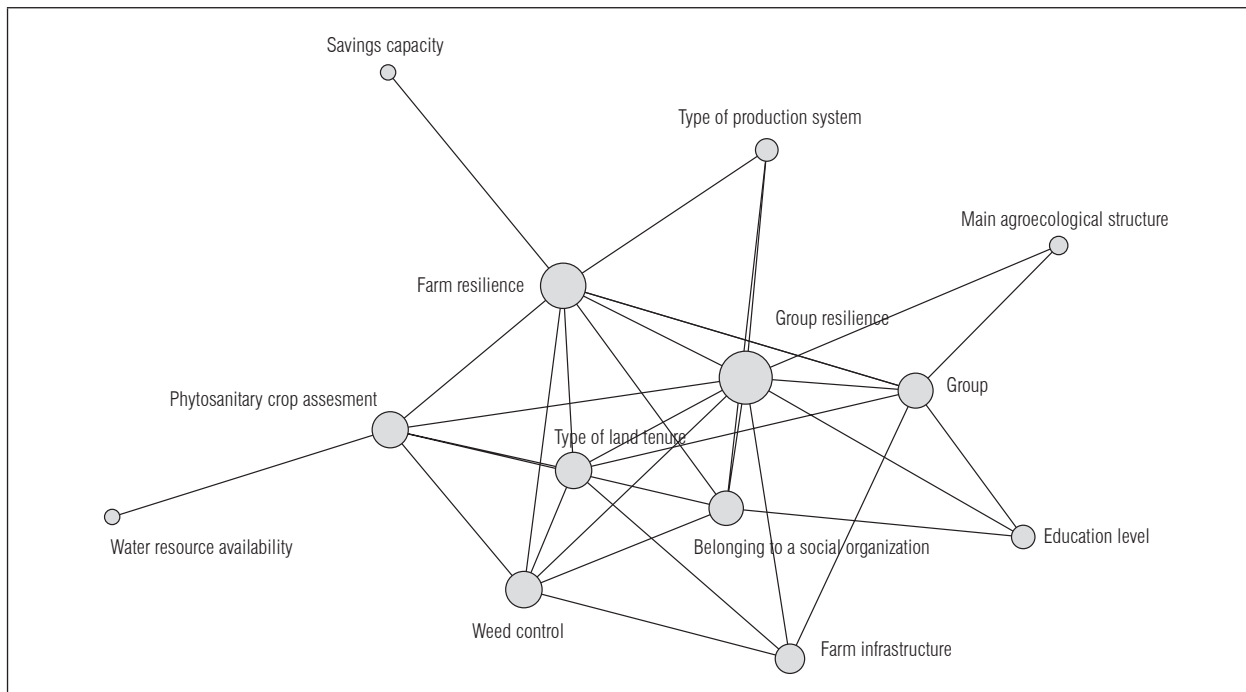 Savings capacity
Type of production system
Main agroecological structure
Farm resilience
Group resilience
Group
Phytosanitary crop assesment
Type of land tenure
Water resource availability
Belonging to a social organization
Education level
Weed control
Farm infrastructure